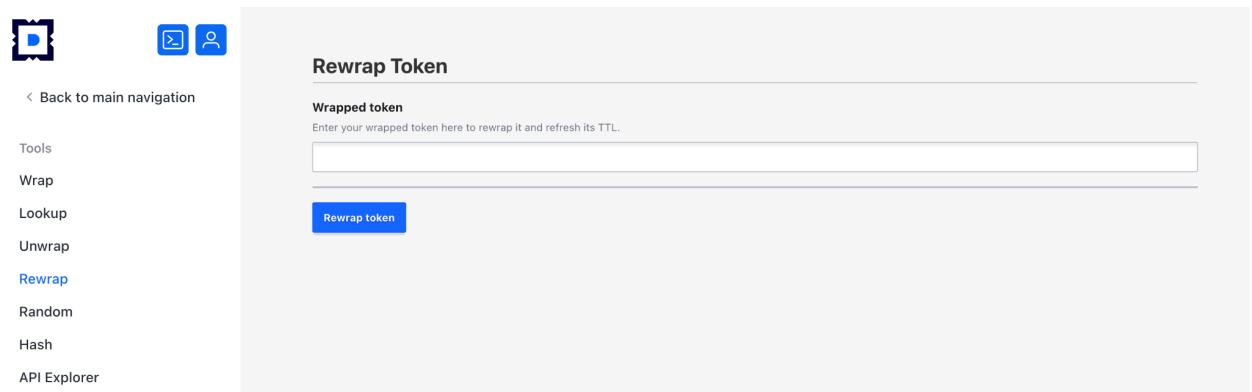 Back to main navigation
Tools
Wrap
Lookup
Unwrap
Rewrap
Random
Hash
API Explorer
Rewrap Token
Wrapped token
Enter your wrapped token here to rewrap it and refresh its TTL.
Rewrap token